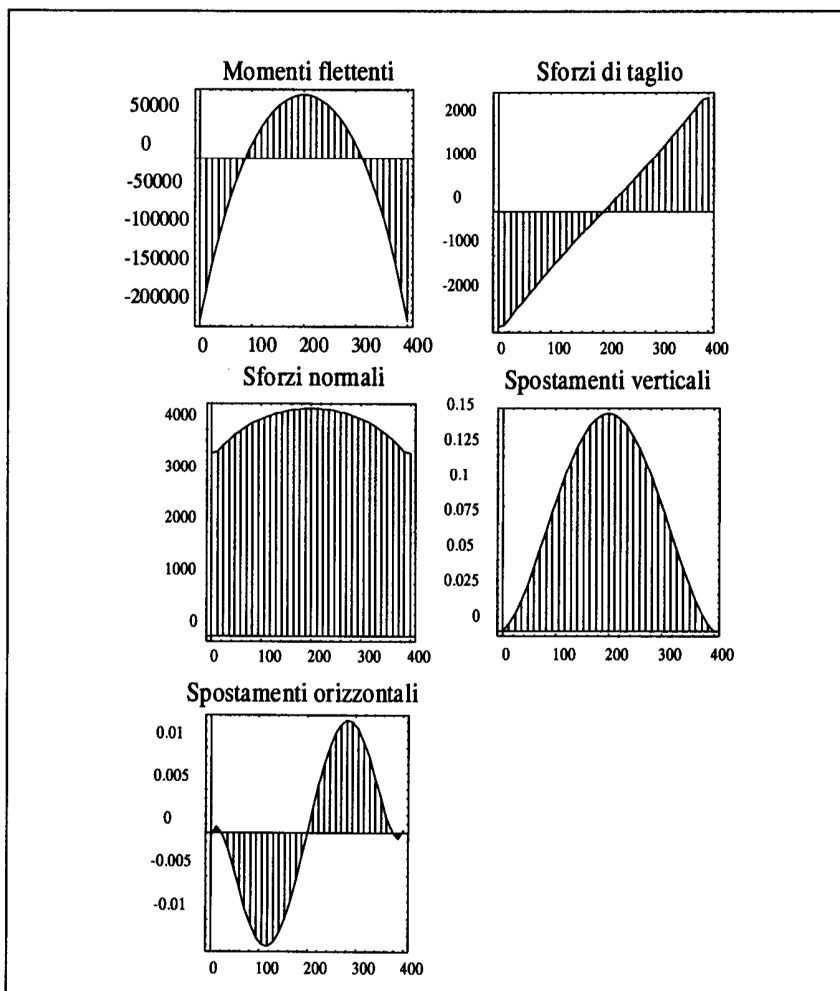 Momenti flettenti
50000
0
-50000
-100000
-150000
-200000
0 100 200 300 400
Sforzi di taglio
2000
1000
0
-1000
-2000
0 100 200 300 400
Sforzi normali
4000
3000
2000
1000
0
0 100 200 300 400
Spostamenti verticali
0.15
0.125
0.1
0.075
0.05
0.025
0
0 100 200 300 400
Spostamenti orizzontali
0.01
0.005
0
-0.005
-0.01
0 100 200 300 400